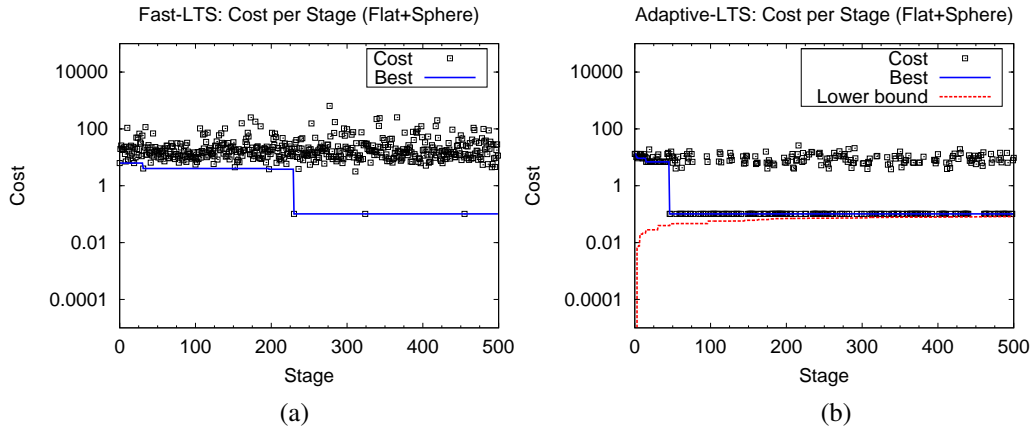 Fast-LTS: Cost per Stage (Flat+Sphere)
Cost
Best
10000
100
1
0.01
0.0001
Cost
0
100
200
300
400
500
Stage
(a)
Adaptive-LTS: Cost per Stage (Flat+Sphere)
Cost
Best
Lower bound
10000
100
1
0.01
0.0001
Cost
0
100
200
300
400
500
Stage
(b)